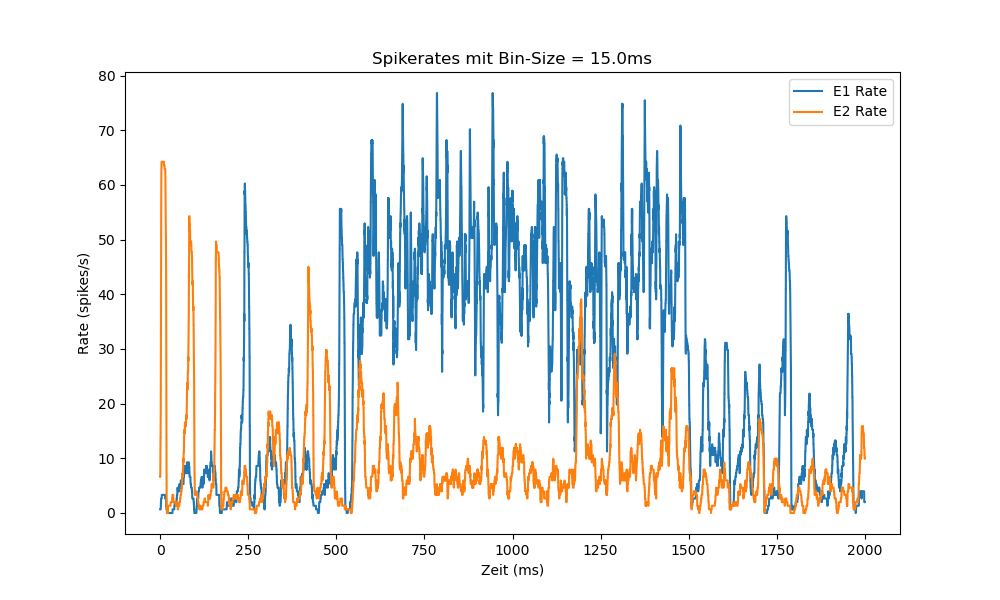 Spikerates mit Bin-Size = 15.0ms
E1 Rate
E2 Rate
80
70
60
50
40
30
20
10
0
Rate (spikes/s)
0 250 500 750 1000 1250 1500 1750 2000
Zeit (ms)